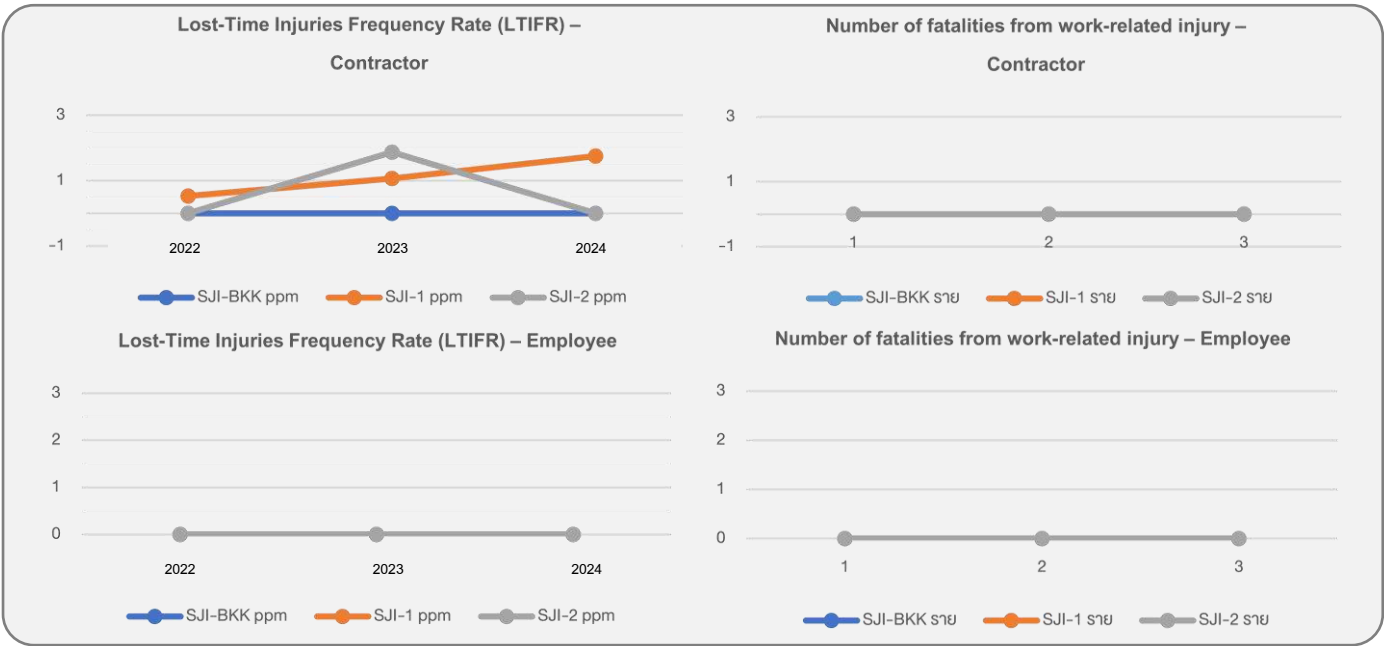 Lost-Time Injuries Frequency Rate (LTIFR) –
Contractor
3
1
-1
2022 2023 2024
SJI-BKK ppm SJI-1 ppm SJI-2 ppm
Number of fatalities from work-related injury –
Contractor
3
1
-1
1 2 3
SJI-BKK ราย SJI-1 ราย SJI-2 ราย
Lost-Time Injuries Frequency Rate (LTIFR) – Employee
3
2
1
0
2022 2023 2024
SJI-BKK ppm SJI-1 ppm SJI-2 ppm
Number of fatalities from work-related injury – Employee
3
2
1
0
1 2 3
SJI-BKK ราย SJI-1 ราย SJI-2 ราย